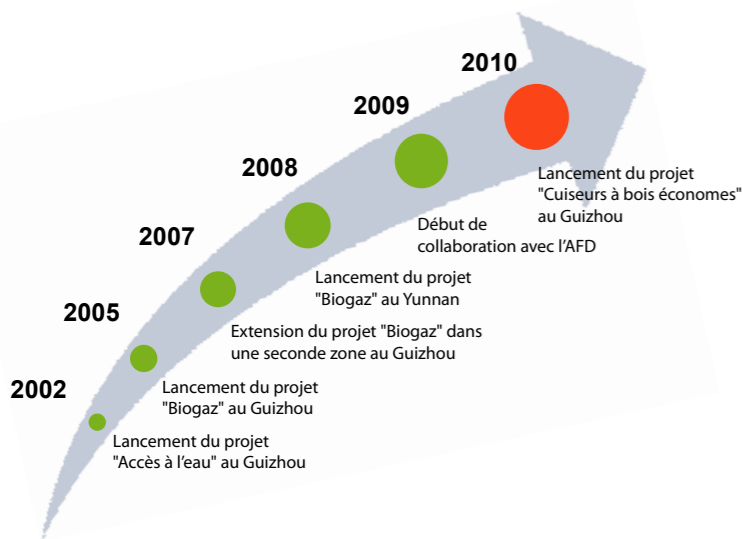 2002
Lancement du projet
"Accès à l'eau" au Guizhou
2005
Lancement du projet
"Biogaz" au Guizhou
2007
Extension du projet "Biogaz" dans
une seconde zone au Guizhou
2008
Lancement du projet
"Biogaz" au Yunnan
2009
Début de
collaboration avec l'AFD
2010
Lancement du projet
"Cuiseurs à bois économes"
au Guizhou